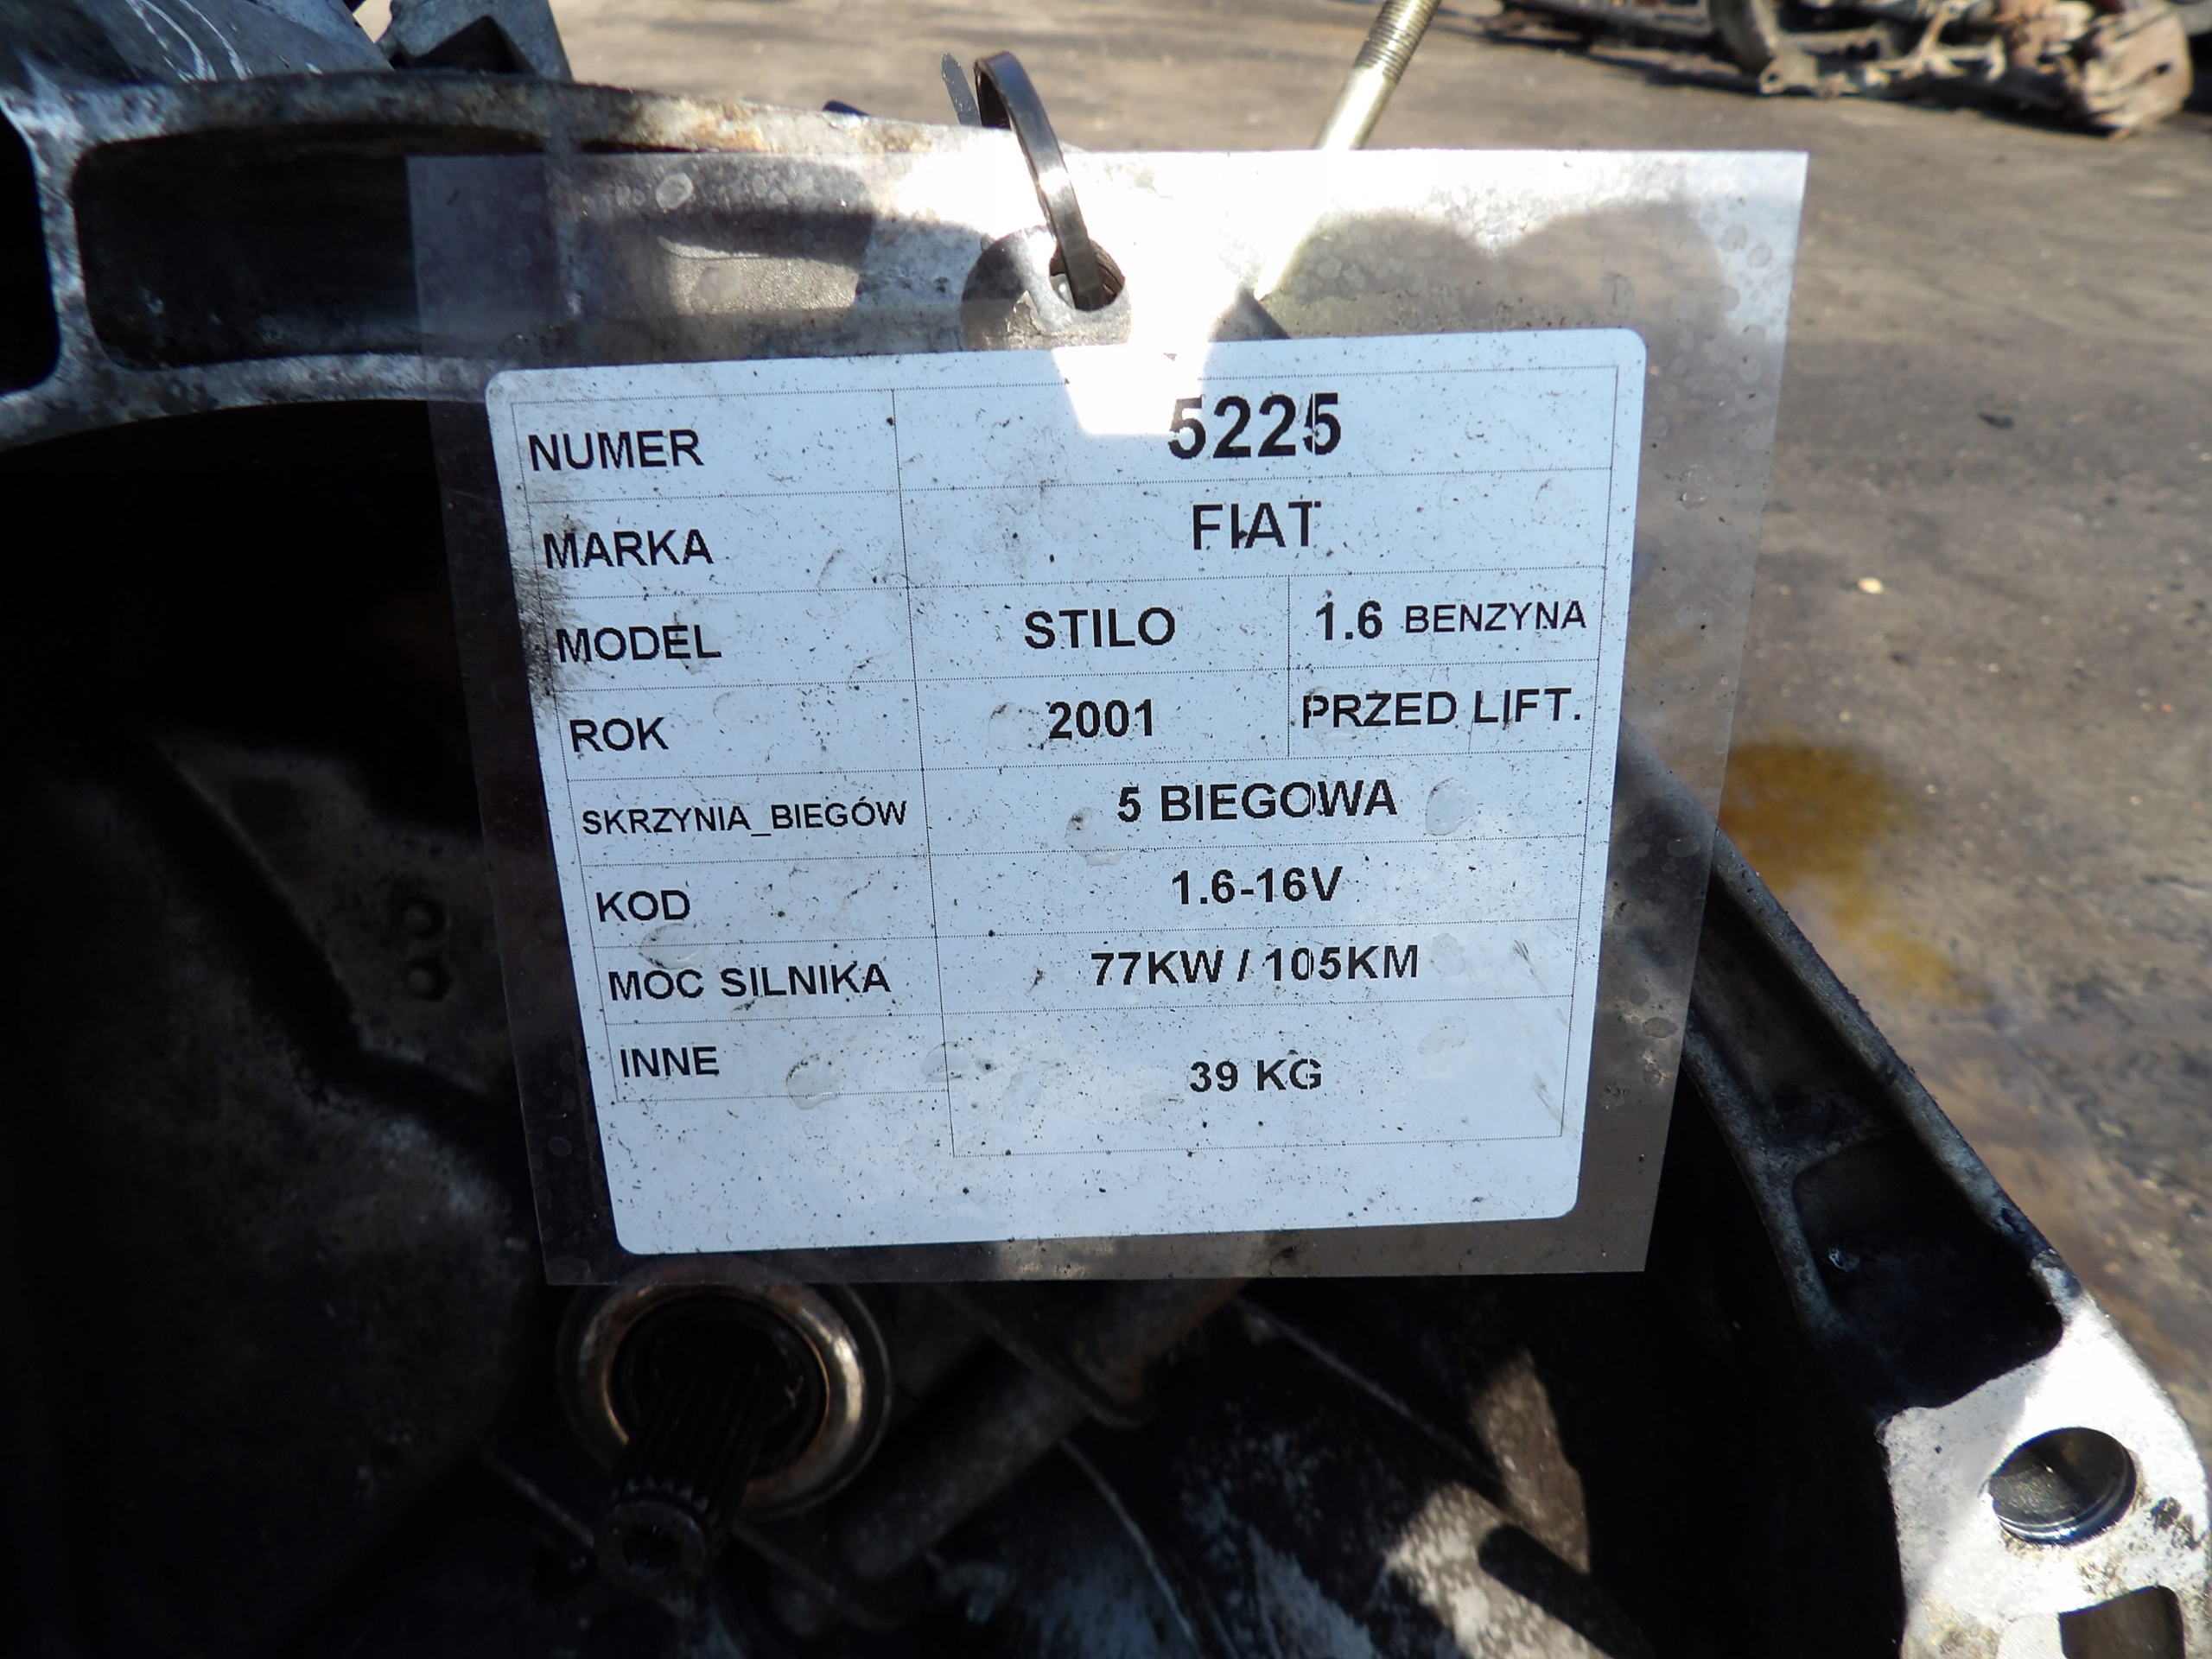 NUMER 5225
MARKA FIAT
MODEL STILO 1.6 BENZYNA
ROK 2001 PRZED LIFT.
SKRZYNIA_BIEGÓW 5 BIEGOWA
KOD 1.6-16V
MOC SILNIKA 77KW / 105KM
INNE 39 KG